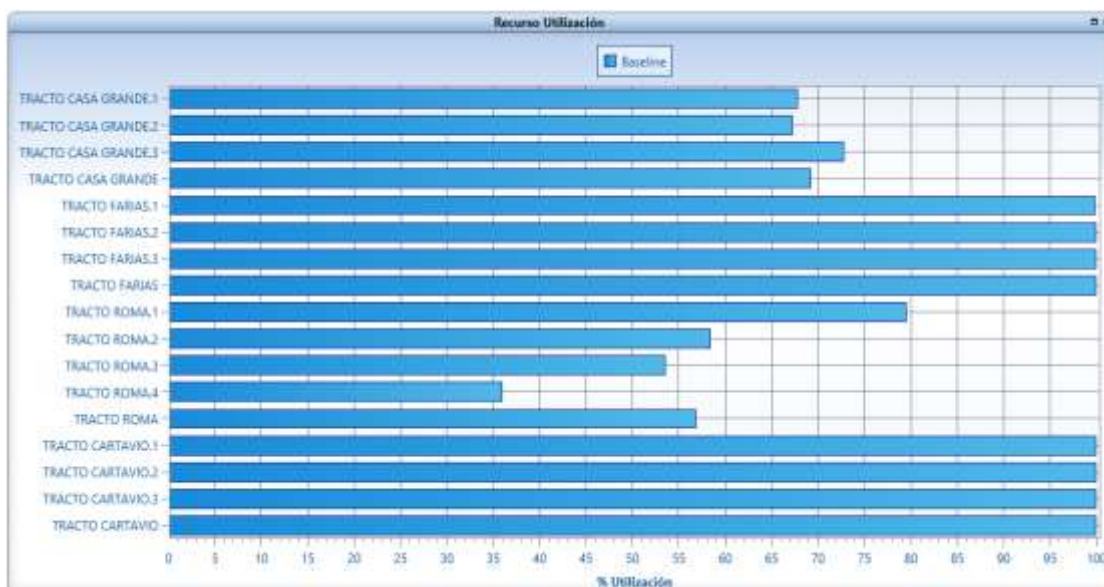 Recurso Utilización
Baseline
TRACTO CASA GRANDE.1
TRACTO CASA GRANDE.2
TRACTO CASA GRANDE.3
TRACTO CASA GRANDE
TRACTO FARIAS.1
TRACTO FARIAS.2
TRACTO FARIAS.3
TRACTO FARIAS
TRACTO ROMA.1
TRACTO ROMA.2
TRACTO ROMA.3
TRACTO ROMA.4
TRACTO ROMA
TRACTO CARTAVIO.1
TRACTO CARTAVIO.2
TRACTO CARTAVIO.3
TRACTO CARTAVIO
0 5 10 15 20 25 30 35 40 45 50 55 60 65 70 75 80 85 90 95 100
% Utilización